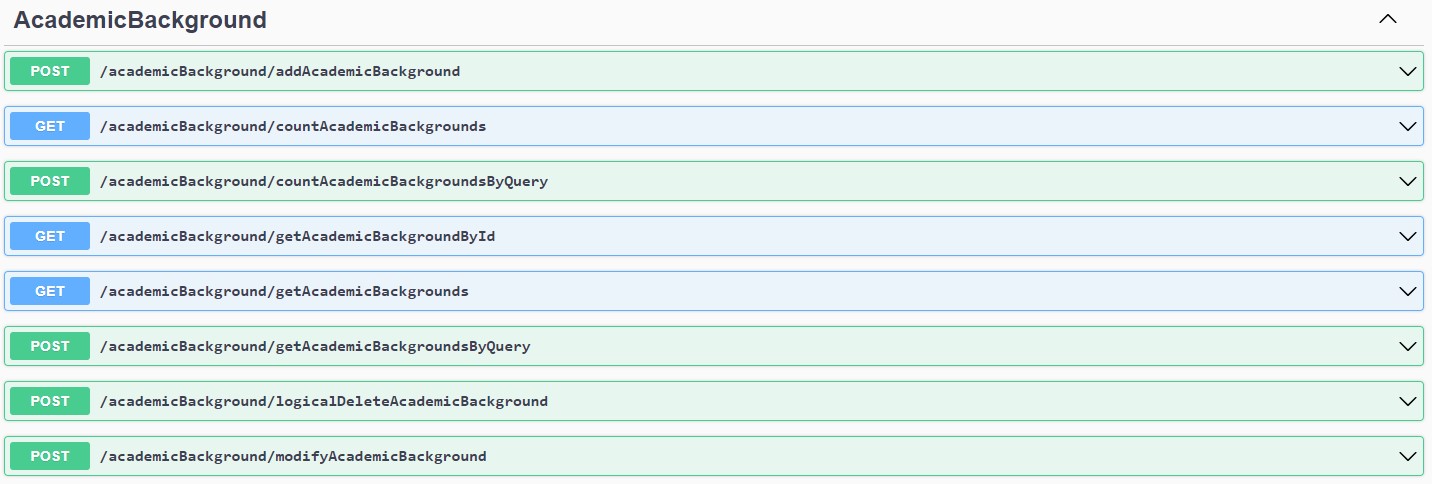 AcademicBackground
POST /academicBackground/addAcademicBackground
GET /academicBackground/countAcademicBackgrounds
POST /academicBackground/countAcademicBackgroundsByQuery
GET /academicBackground/getAcademicBackgroundById
GET /academicBackground/getAcademicBackgrounds
POST /academicBackground/getAcademicBackgroundsByQuery
POST /academicBackground/logicalDeleteAcademicBackground
POST /academicBackground/modifyAcademicBackground